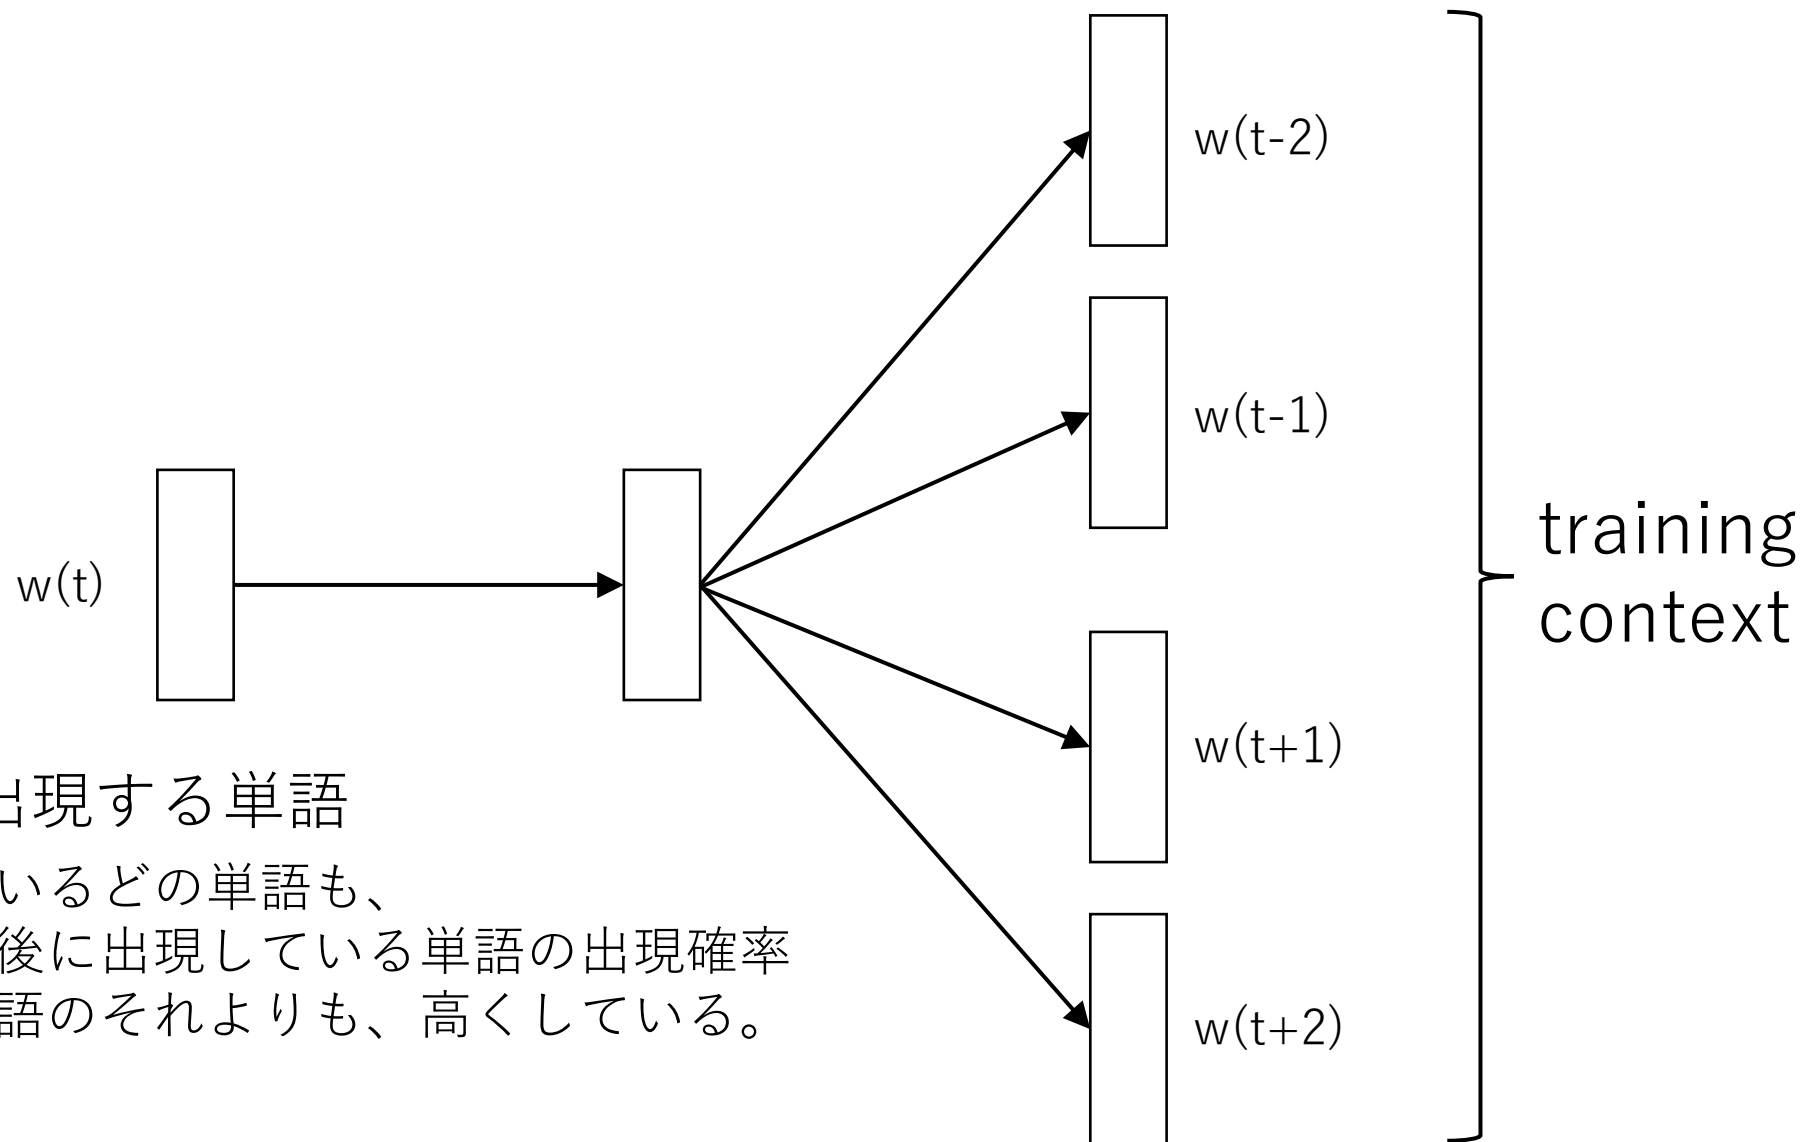 w(t-2)
w(t-1)
w(t)
training
context
w(t+1)
出現する単語
いるどの単語も、
後に出現している単語の出現確率
語のそれよりも、高くしている。
w(t+2)